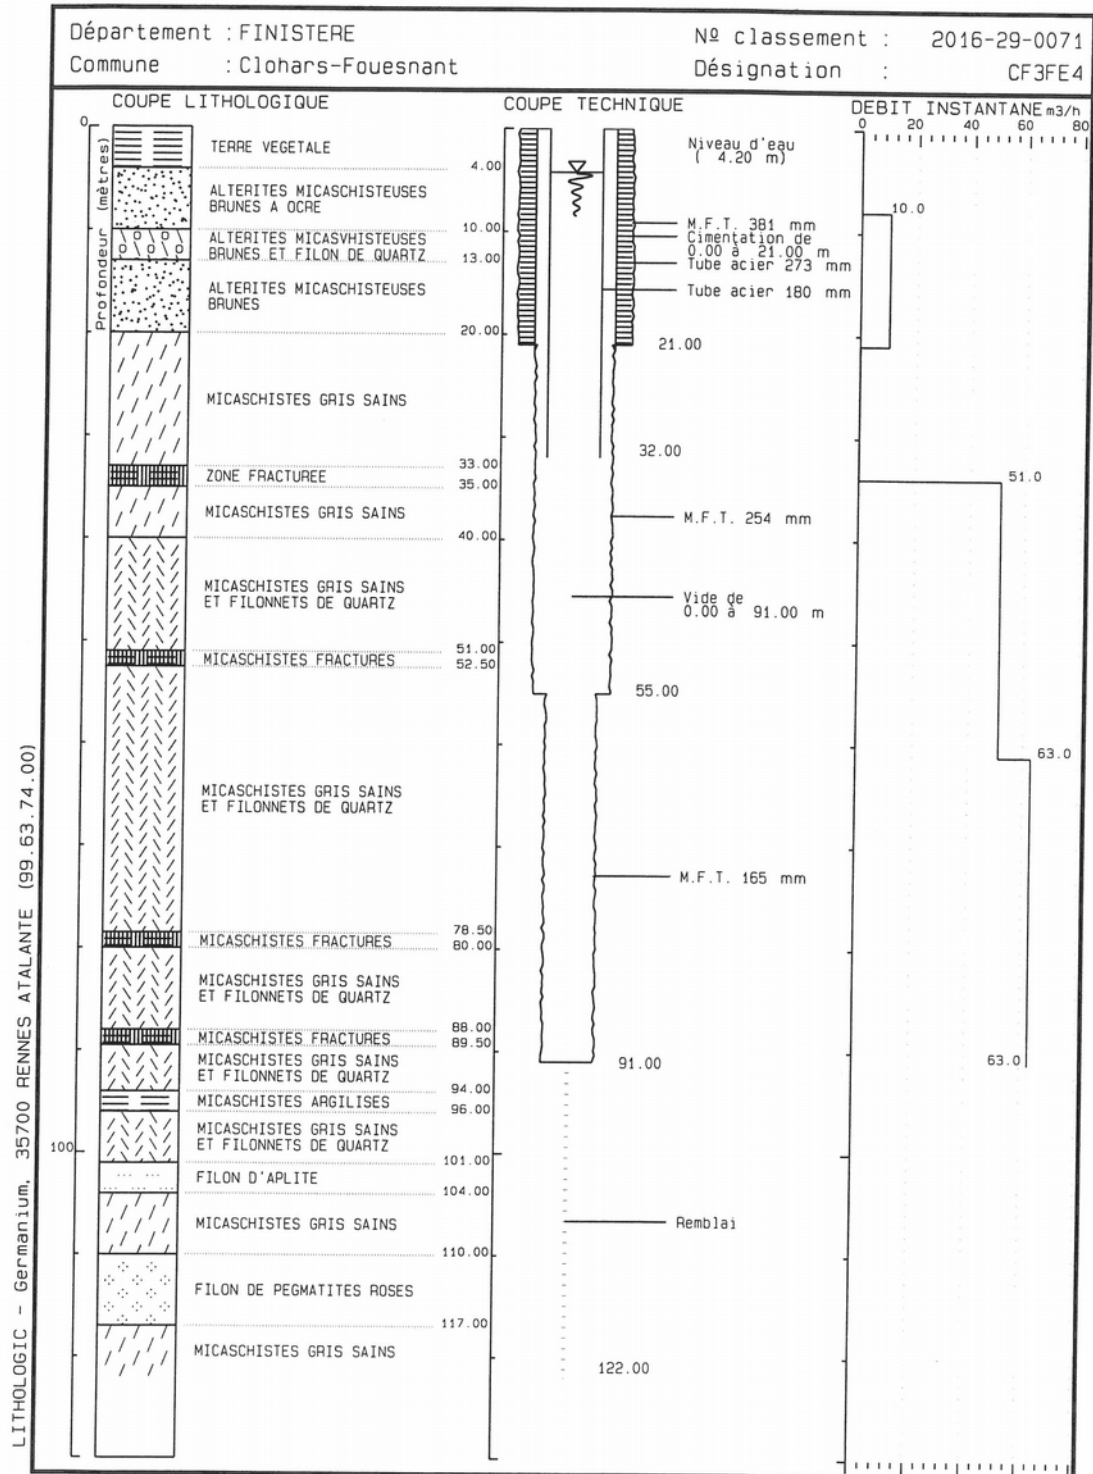 Département : FINISTERE
Nº classement : 2016-29-0071
Commune : Clohars-Fouesnant
Désignation : CF3FE4
COUPE LITHOLOGIQUE
COUPE TECHNIQUE
DEBIT INSTANTANE m3/h
0 20 40 60 80
0
Profondeur (mètres)
100
TERRE VEGETALE
4.00
ALTERITES MICASCHISTEUSES
BRUNES A OCRE
10.00
ALTERITES MICASVHISTEUSES
BRUNES ET FILON DE QUARTZ
13.00
ALTERITES MICASCHISTEUSES
BRUNES
20.00
MICASCHISTES GRIS SAINS
33.00
ZONE FRACTUREE
35.00
MICASCHISTES GRIS SAINS
40.00
MICASCHISTES GRIS SAINS
ET FILONNETS DE QUARTZ
51.00
MICASCHISTES FRACTURES
52.50
MICASCHISTES GRIS SAINS
ET FILONNETS DE QUARTZ
78.50
MICASCHISTES FRACTURES
80.00
MICASCHISTES GRIS SAINS
ET FILONNETS DE QUARTZ
88.00
MICASCHISTES FRACTURES
89.50
MICASCHISTES GRIS SAINS
ET FILONNETS DE QUARTZ
94.00
MICASCHISTES ARGILISES
96.00
MICASCHISTES GRIS SAINS
ET FILONNETS DE QUARTZ
101.00
FILON D'APLITE
104.00
MICASCHISTES GRIS SAINS
110.00
FILON DE PEGMATITES ROSES
117.00
MICASCHISTES GRIS SAINS
Niveau d'eau
( 4.20 m)
M.F.T. 381 mm
Cimentation de
0.00 à 21.00 m
Tube acier 273 mm
Tube acier 180 mm
21.00
32.00
M.F.T. 254 mm
Vide de
0.00 à 91.00 m
55.00
M.F.T. 165 mm
91.00
Remblai
122.00
10.0
51.0
63.0
63.0
LITHOLOGIC - Germanium, 35700 RENNES ATALANTE (99.63.74.00)